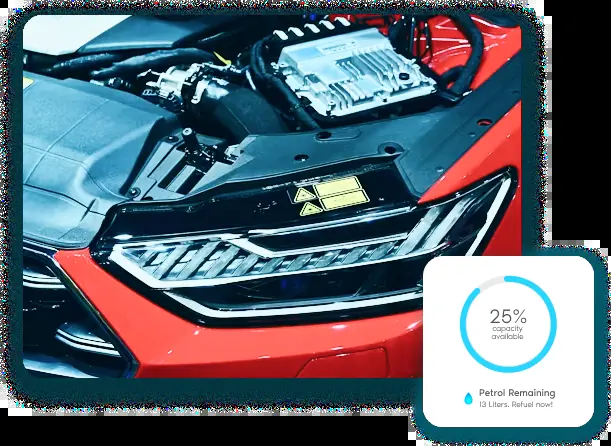 25%
capacity
available
Petrol Remaining
13 Liters. Refuel now!